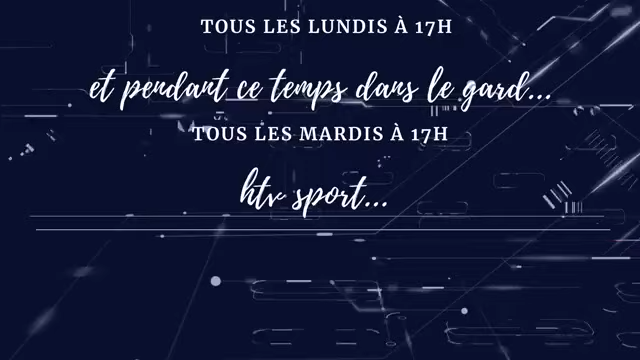 TOUS LES LUNDIS À 17H
et pendant ce temps dans le gard...
TOUS LES MARDIS À 17H
htv sport...